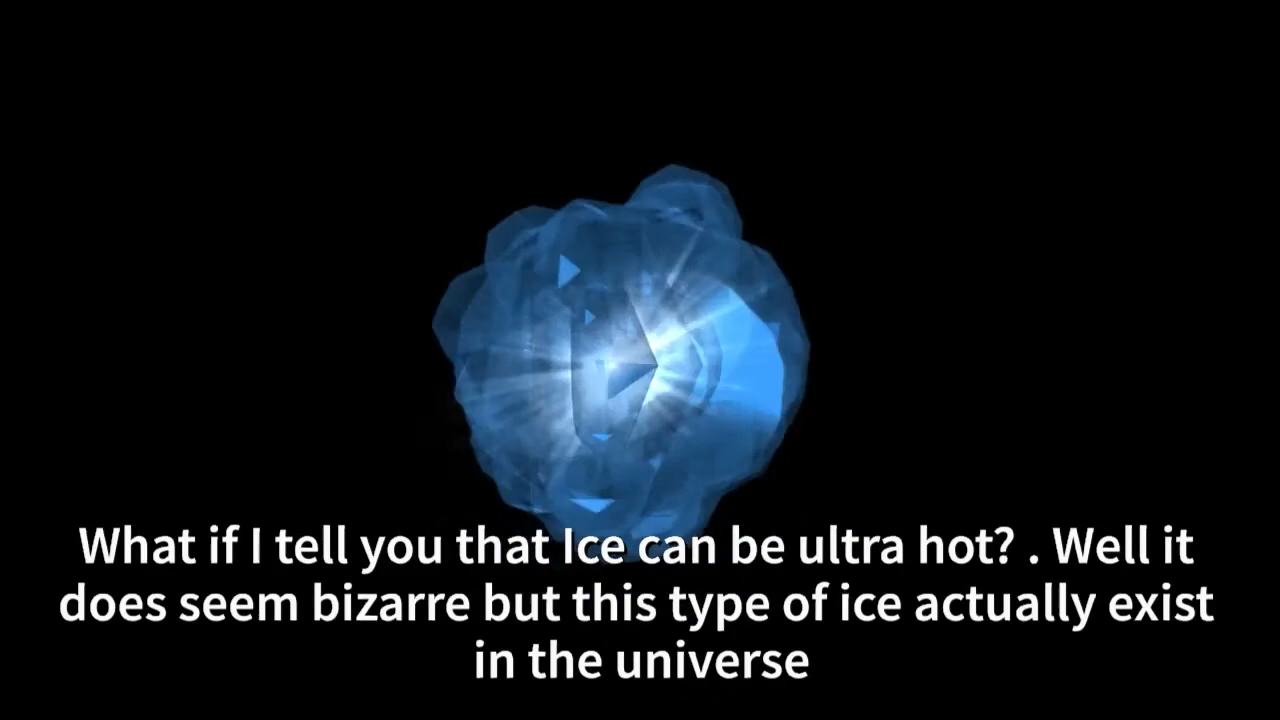 What if I tell you that Ice can be ultra hot? . Well it
does seem bizarre but this type of ice actually exist
in the universe